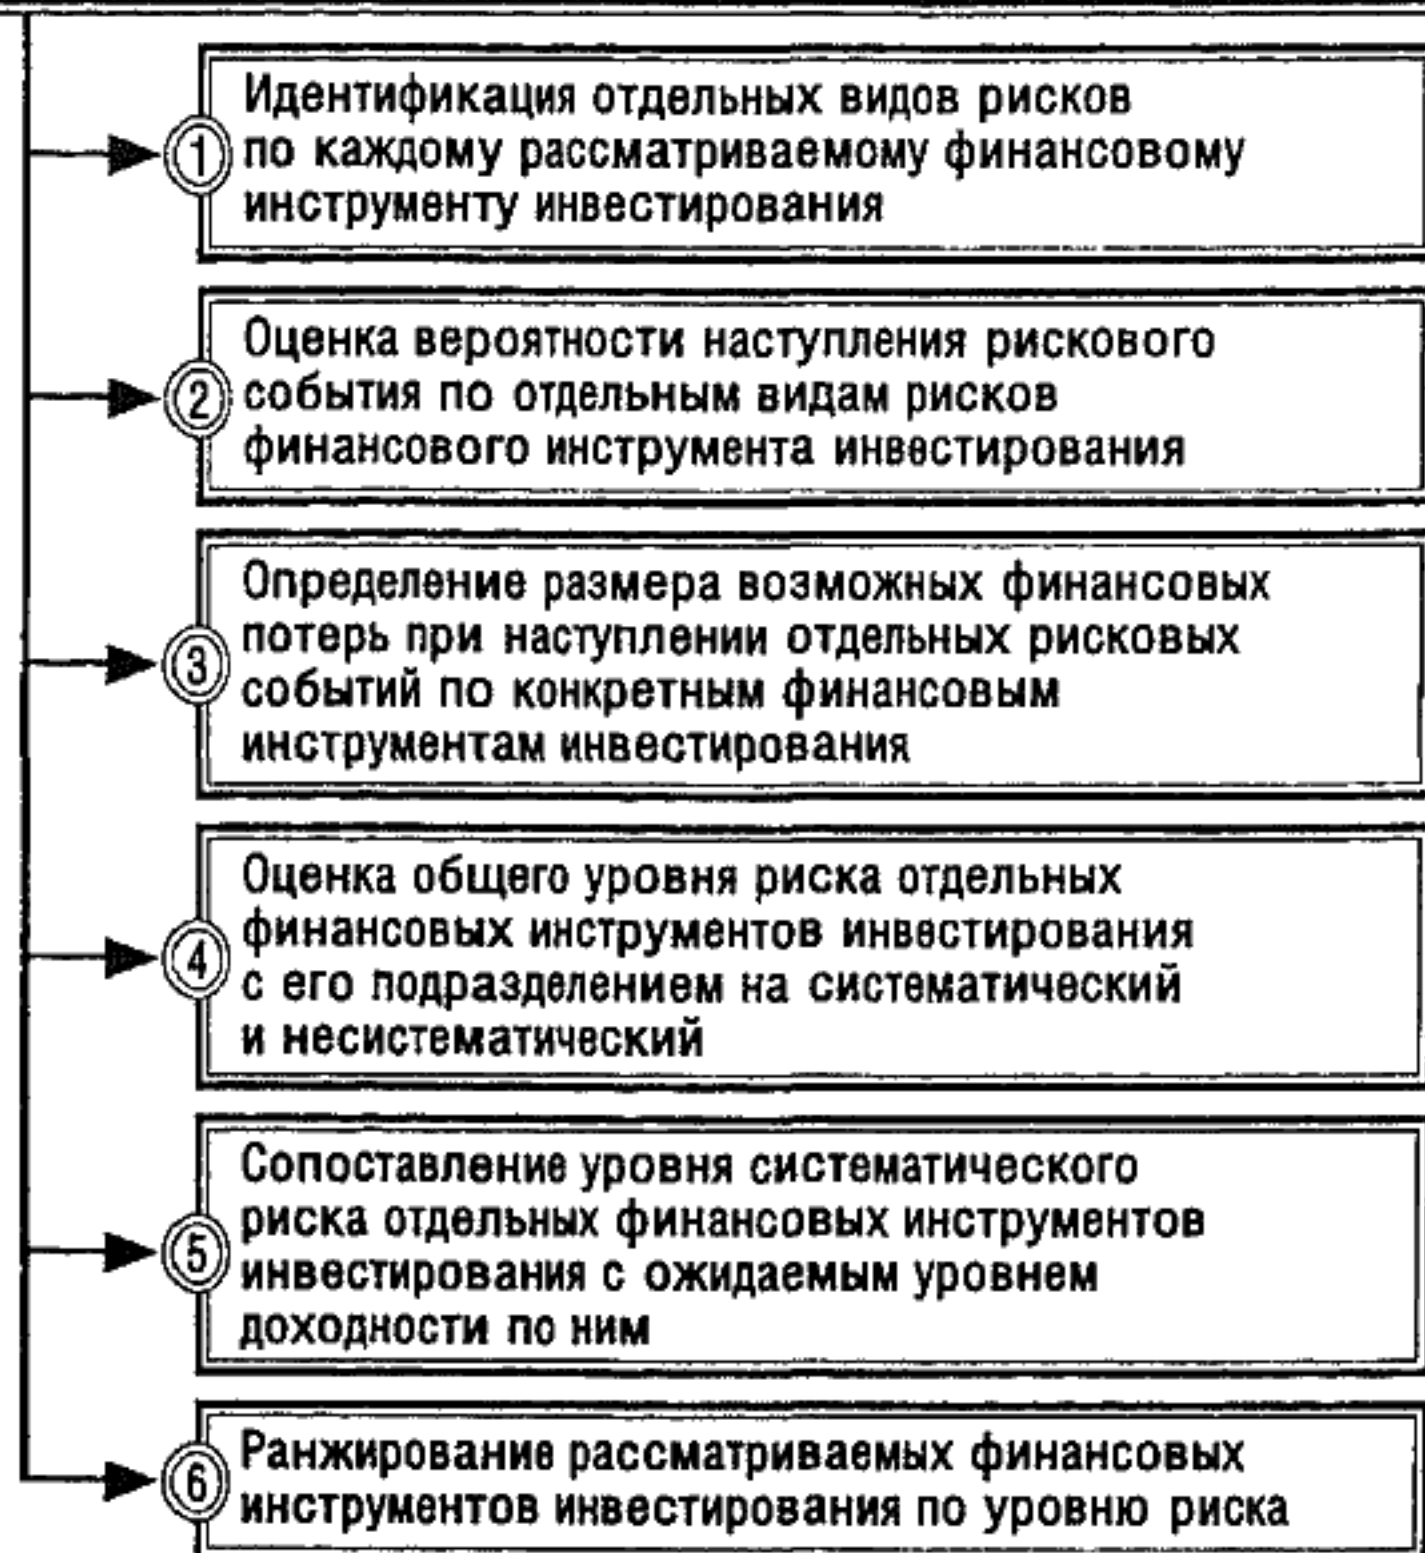 Идентификация отдельных видов рисков
1 по каждому рассматриваемому финансовому
инструменту инвестирования
Оценка вероятности наступления рискового
2 события по отдельным видам рисков
финансового инструмента инвестирования
Определение размера возможных финансовых
потерь при наступлении отдельных рисковых
3 событий по конкретным финансовым
инструментам инвестирования
Оценка общего уровня риска отдельных
финансовых инструментов инвестирования
4 с его подразделением на систематический
и несистематический
Сопоставление уровня систематического
риска отдельных финансовых инструментов
5 инвестирования с ожидаемым уровнем
доходности по ним
Ранжирование рассматриваемых финансовых
6 инструментов инвестирования по уровню риска